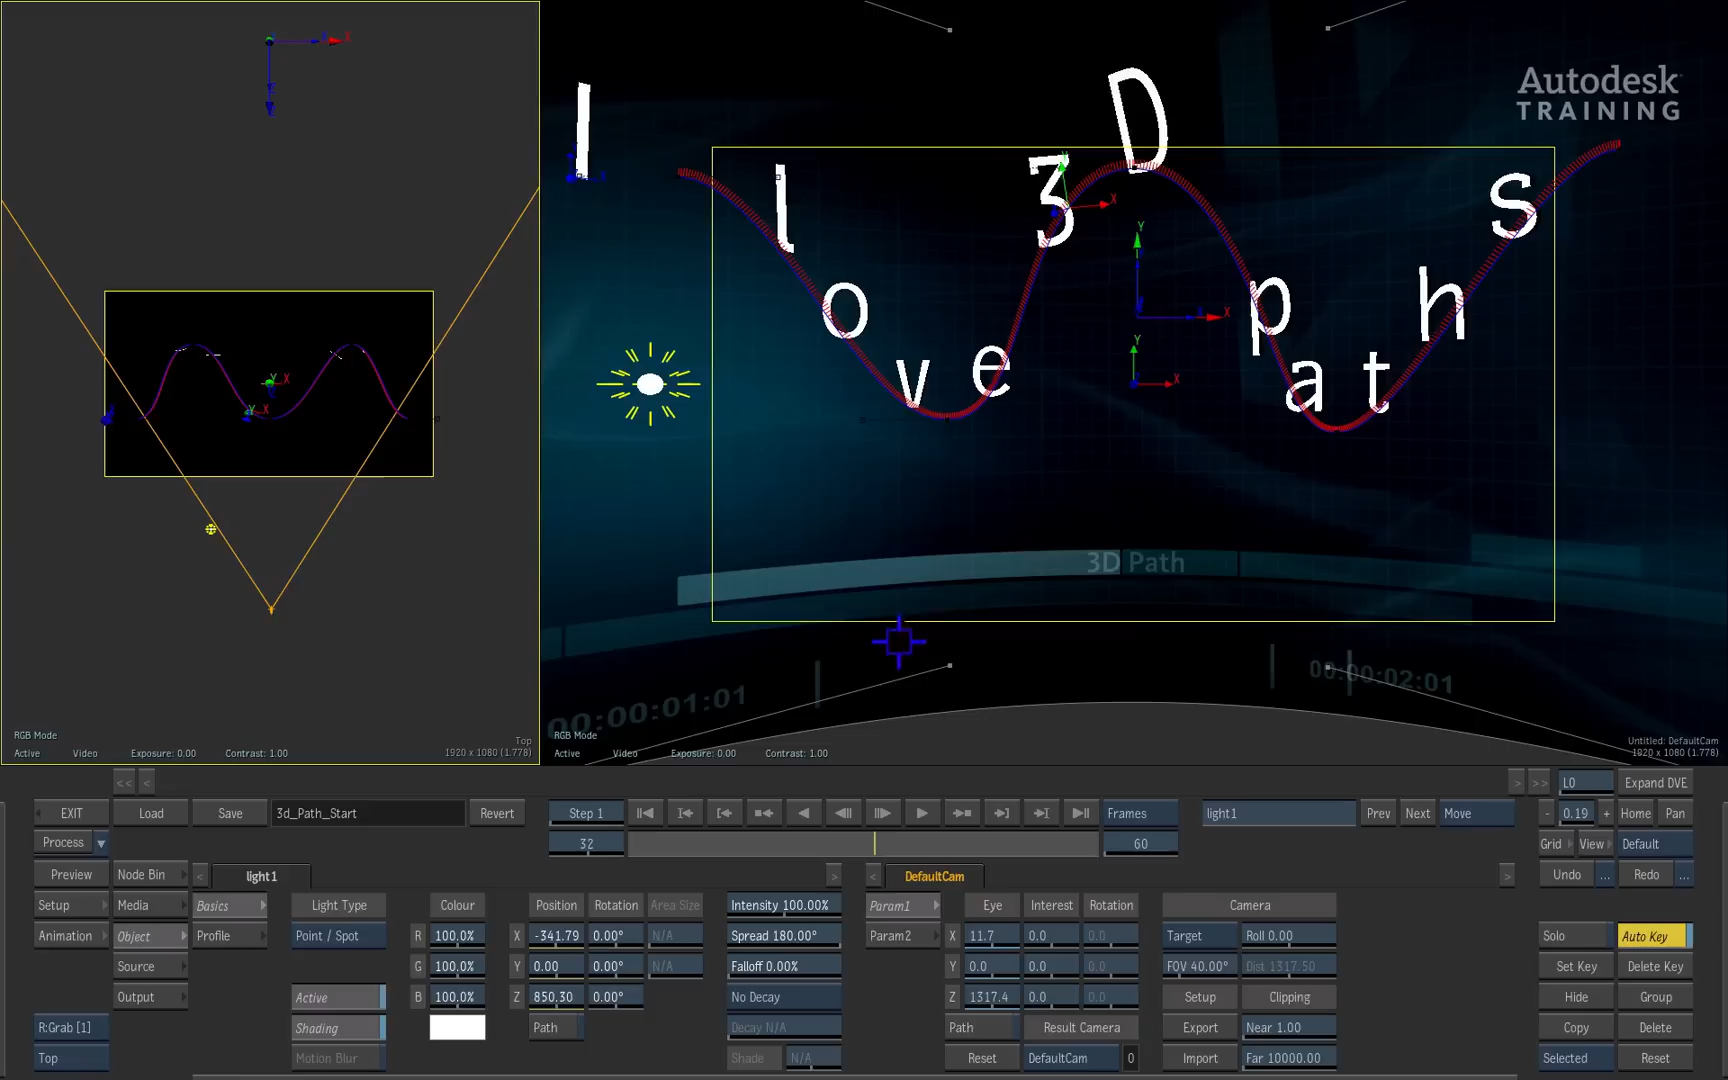 X
Y X
Y X
RGB Mode
Active Video Exposure: 0.00 Contrast: 1.00
Top
1920 x 1080 (1.778)
Autodesk
TRAINING
I
l o v e
3 D
p a t h s
Y X
Y X
Y X
3D Path
00:00:01:01
00:00:02:01
RGB Mode
Active Video Exposure: 0.00 Contrast: 1.00
Untitled: DefaultCam
1920 x 1080 (1.778)
<< < > >> L0 Expand DVE
EXIT Load Save 3d_Path_Start Revert Step 1 Frames light1 Prev Next Move - 0.19 + Home Pan
Process 32 60 Grid View Default
Preview Node Bin < light1 > < DefaultCam > Undo ... Redo ...
Setup Media Basics Light Type Colour Position Rotation Area Size Intensity 100.00% Param1 Eye Interest Rotation Camera
Animation Object Profile Point / Spot R 100.0% X -341.79 0.00° N/A Spread 180.00° Param2 X 11.7 0.0 0.0 Target Roll 0.00 Solo Auto Key
Source G 100.0% Y 0.00 0.00° N/A Falloff 0.00% Y 0.0 0.0 0.0 FOV 40.00° Dist 1317.50 Set Key Delete Key
Output Active B 100.0% Z 850.30 0.00° No Decay Z 1317.4 0.0 0.0 Setup Clipping Hide Group
R:Grab [1] Shading Path Decay N/A Path Result Camera Export Near 1.00 Copy Delete
Top Motion Blur Shade N/A Reset DefaultCam 0 Import Far 10000.00 Selected Reset